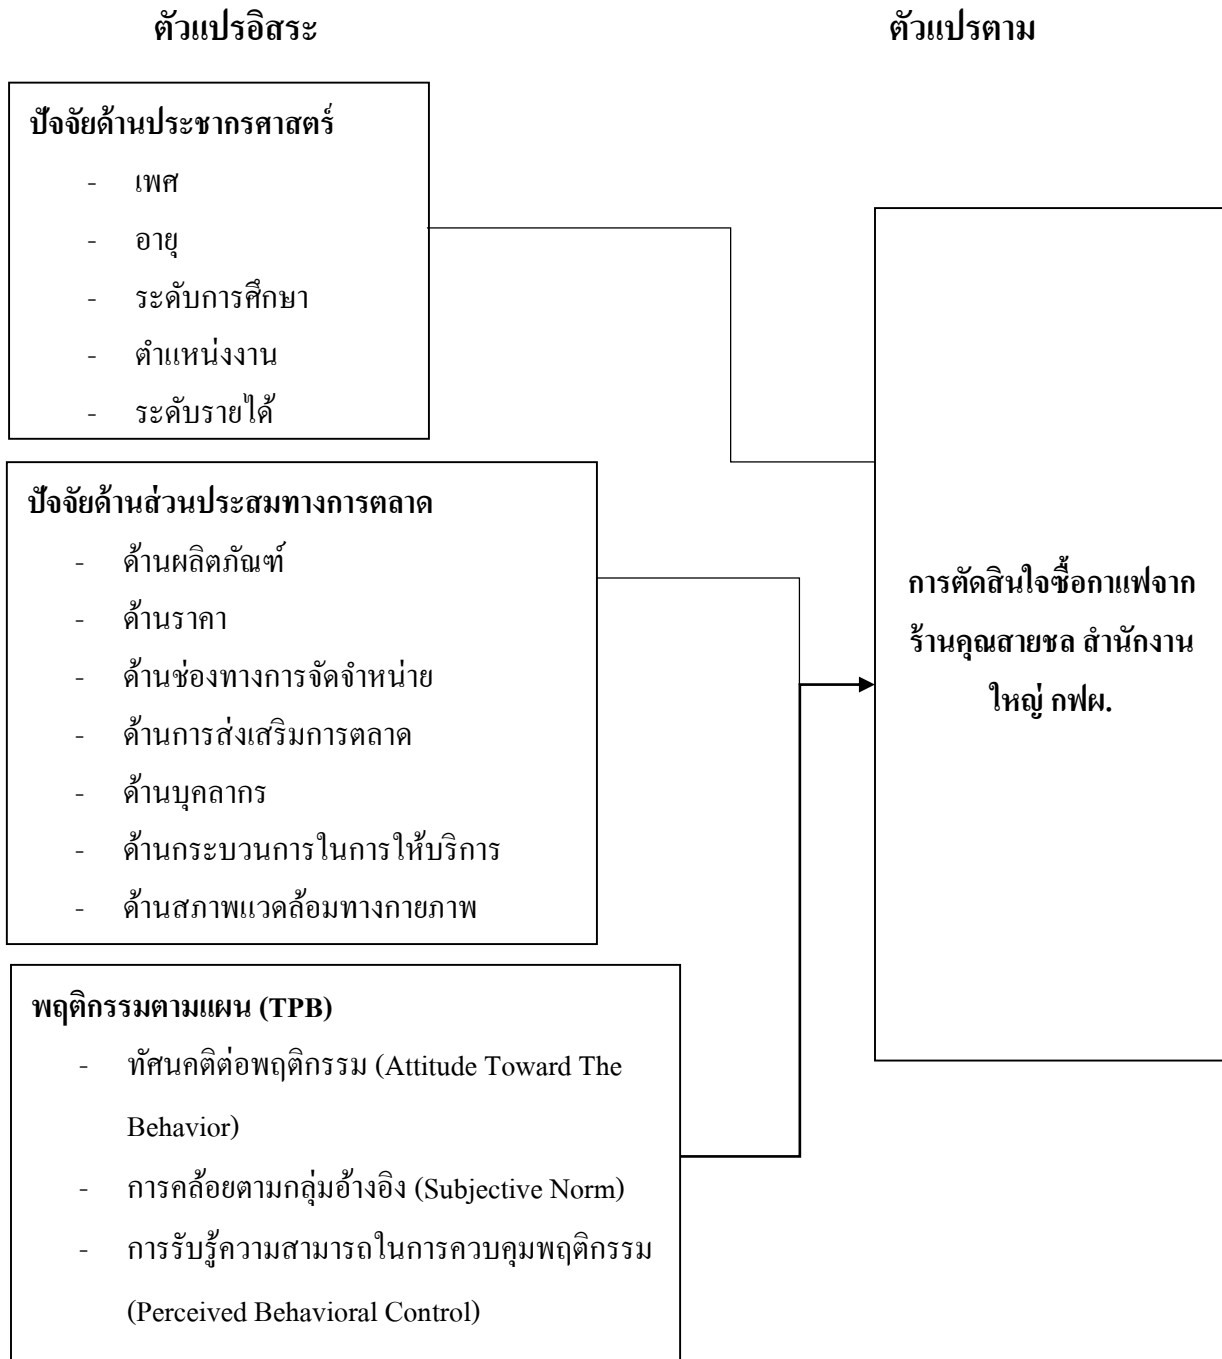 ตัวแปรอิสระ
ตัวแปรตาม
ปัจจัยด้านประชากรศาสตร์
- เพศ
- อายุ
- ระดับการศึกษา
- ตำแหน่งงาน
- ระดับรายได้
ปัจจัยด้านส่วนประสมทางการตลาด
- ด้านผลิตภัณฑ์
- ด้านราคา
- ด้านช่องทางการจัดจำหน่าย
- ด้านการส่งเสริมการตลาด
- ด้านบุคลากร
- ด้านกระบวนการในการให้บริการ
- ด้านสภาพแวดล้อมทางกายภาพ
พฤติกรรมตามแผน (TPB)
- ทัศนคติต่อพฤติกรรม (Attitude Toward The
Behavior)
- การคล้อยตามกลุ่มอ้างอิง (Subjective Norm)
- การรับรู้ความสามารถในการควบคุมพฤติกรรม
(Perceived Behavioral Control)
การตัดสินใจซื้อกาแฟจาก
ร้านคุณสายชล สำนักงาน
ใหญ่ กฟผ.